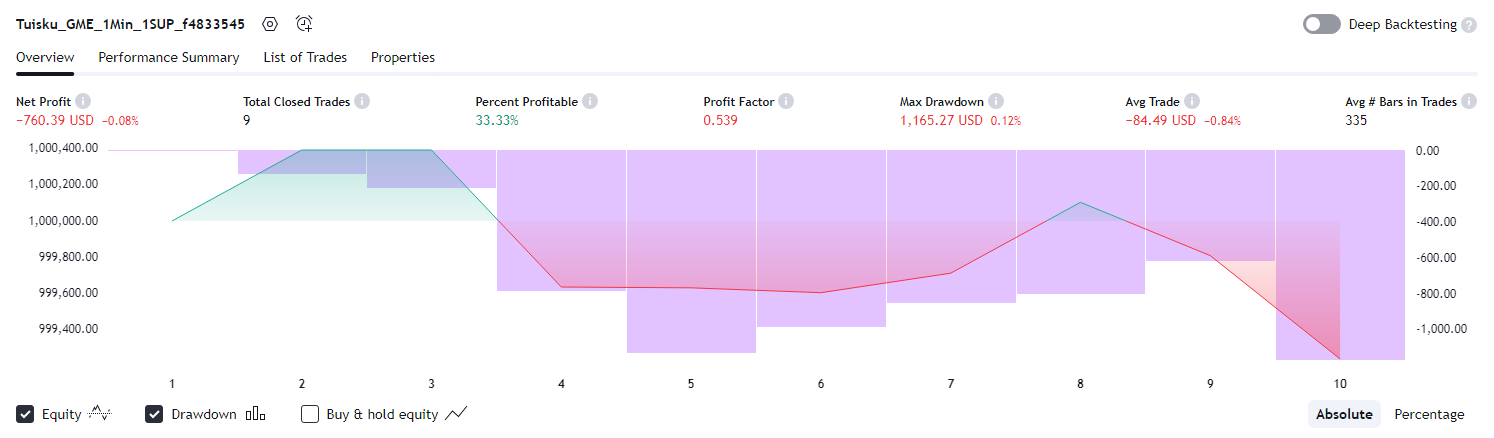 Tuisku_GME_1Min_1SUP_f4833545 Deep Backtesting ?
Overview Performance Summary List of Trades Properties
Net Profit i Total Closed Trades i Percent Profitable i Profit Factor i Max Drawdown i Avg Trade i Avg # Bars in Trades i
−760.39 USD −0.08% 9 33.33% 0.539 1,165.27 USD 0.12% −84.49 USD −0.84% 335
1,000,400.00 0.00
1,000,200.00 -200.00
1,000,000.00 -400.00
999,800.00 -600.00
999,600.00 -800.00
999,400.00 -1,000.00
1 2 3 4 5 6 7 8 9 10
Equity Drawdown Buy & hold equity Absolute Percentage